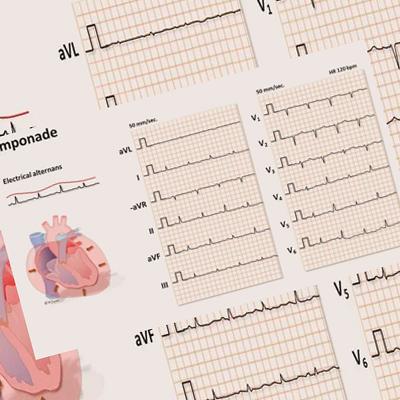 aVL
V1
mponade
Electrical alternans
50 mm/sec.
aVL
I
-aVR
II
aVF
III
50 mm/sec.
HR 120 bpm
V1
V2
V3
V4
V5
V6
aVF
V5
V6